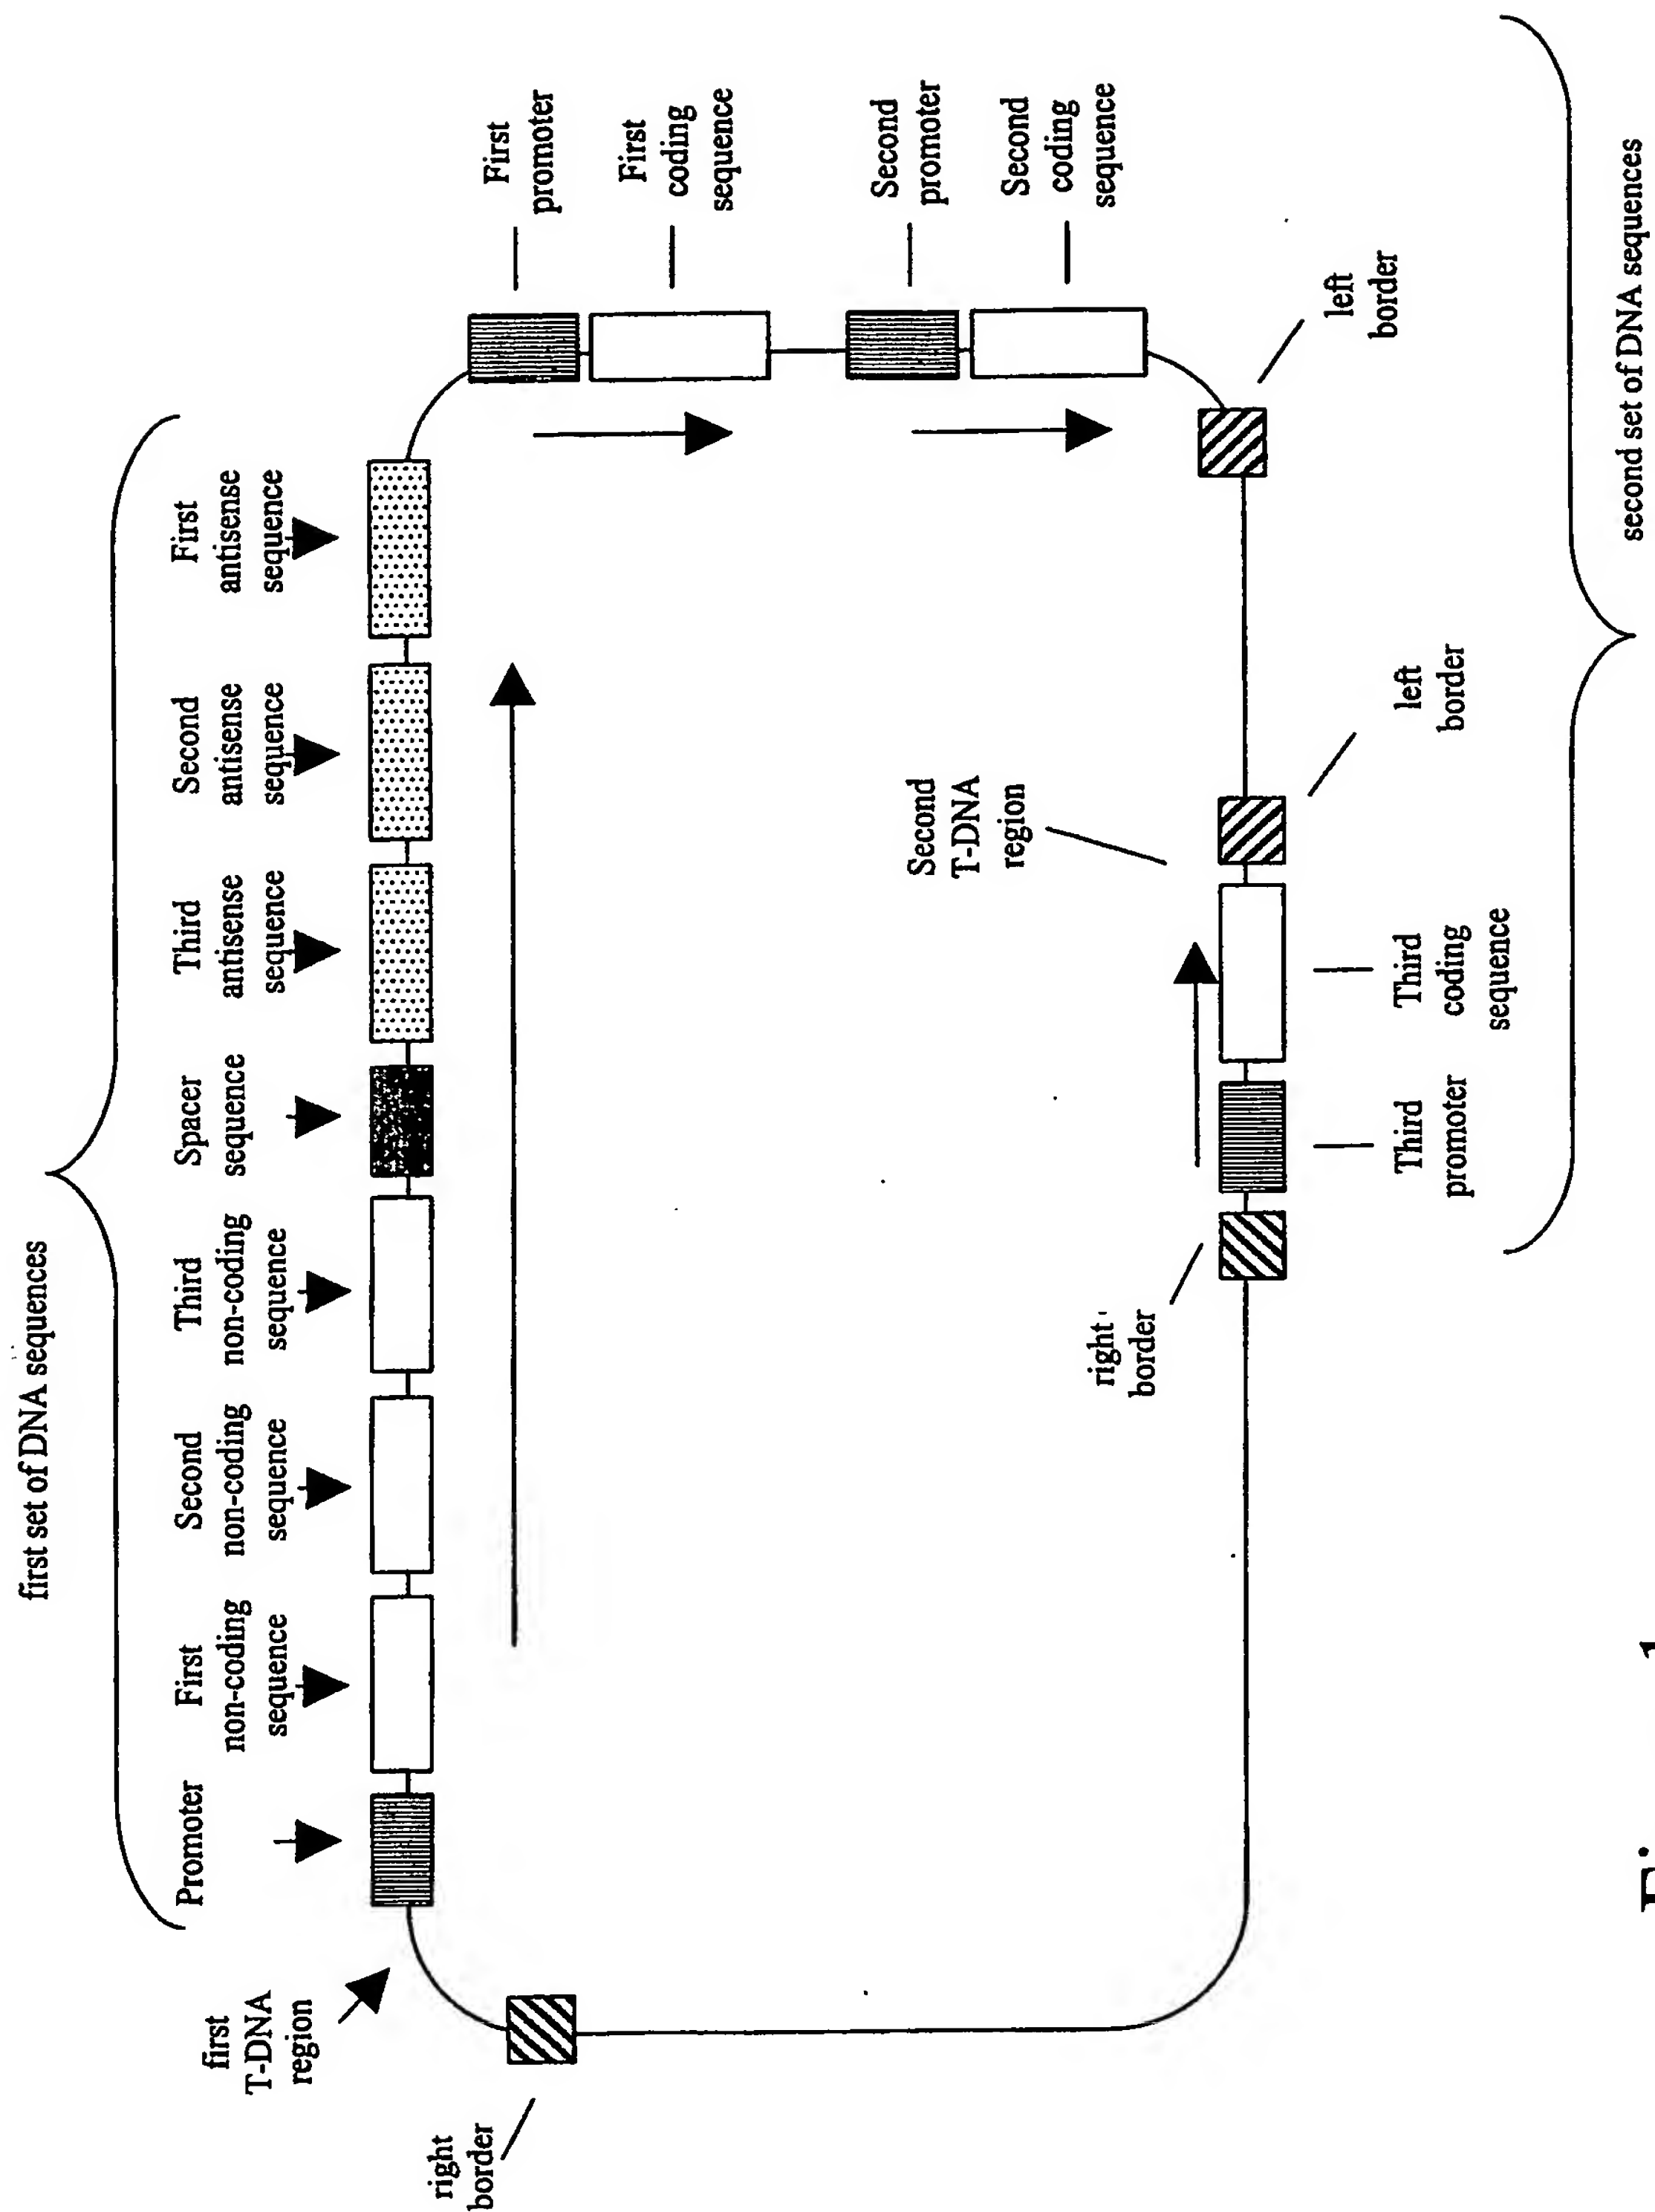 first set of DNA sequences
Promoter
First
non-coding
sequence
Second
non-coding
sequence
Third
non-coding
sequence
Spacer
sequence
Third
antisense
sequence
Second
antisense
sequence
First
antisense
sequence
first
T-DNA
region
right
border
First
promoter
First
coding
sequence
Second
promoter
Second
coding
sequence
left
border
Second
T-DNA
region
left
border
right
border
Third
promoter
Third
coding
sequence
second set of DNA sequences